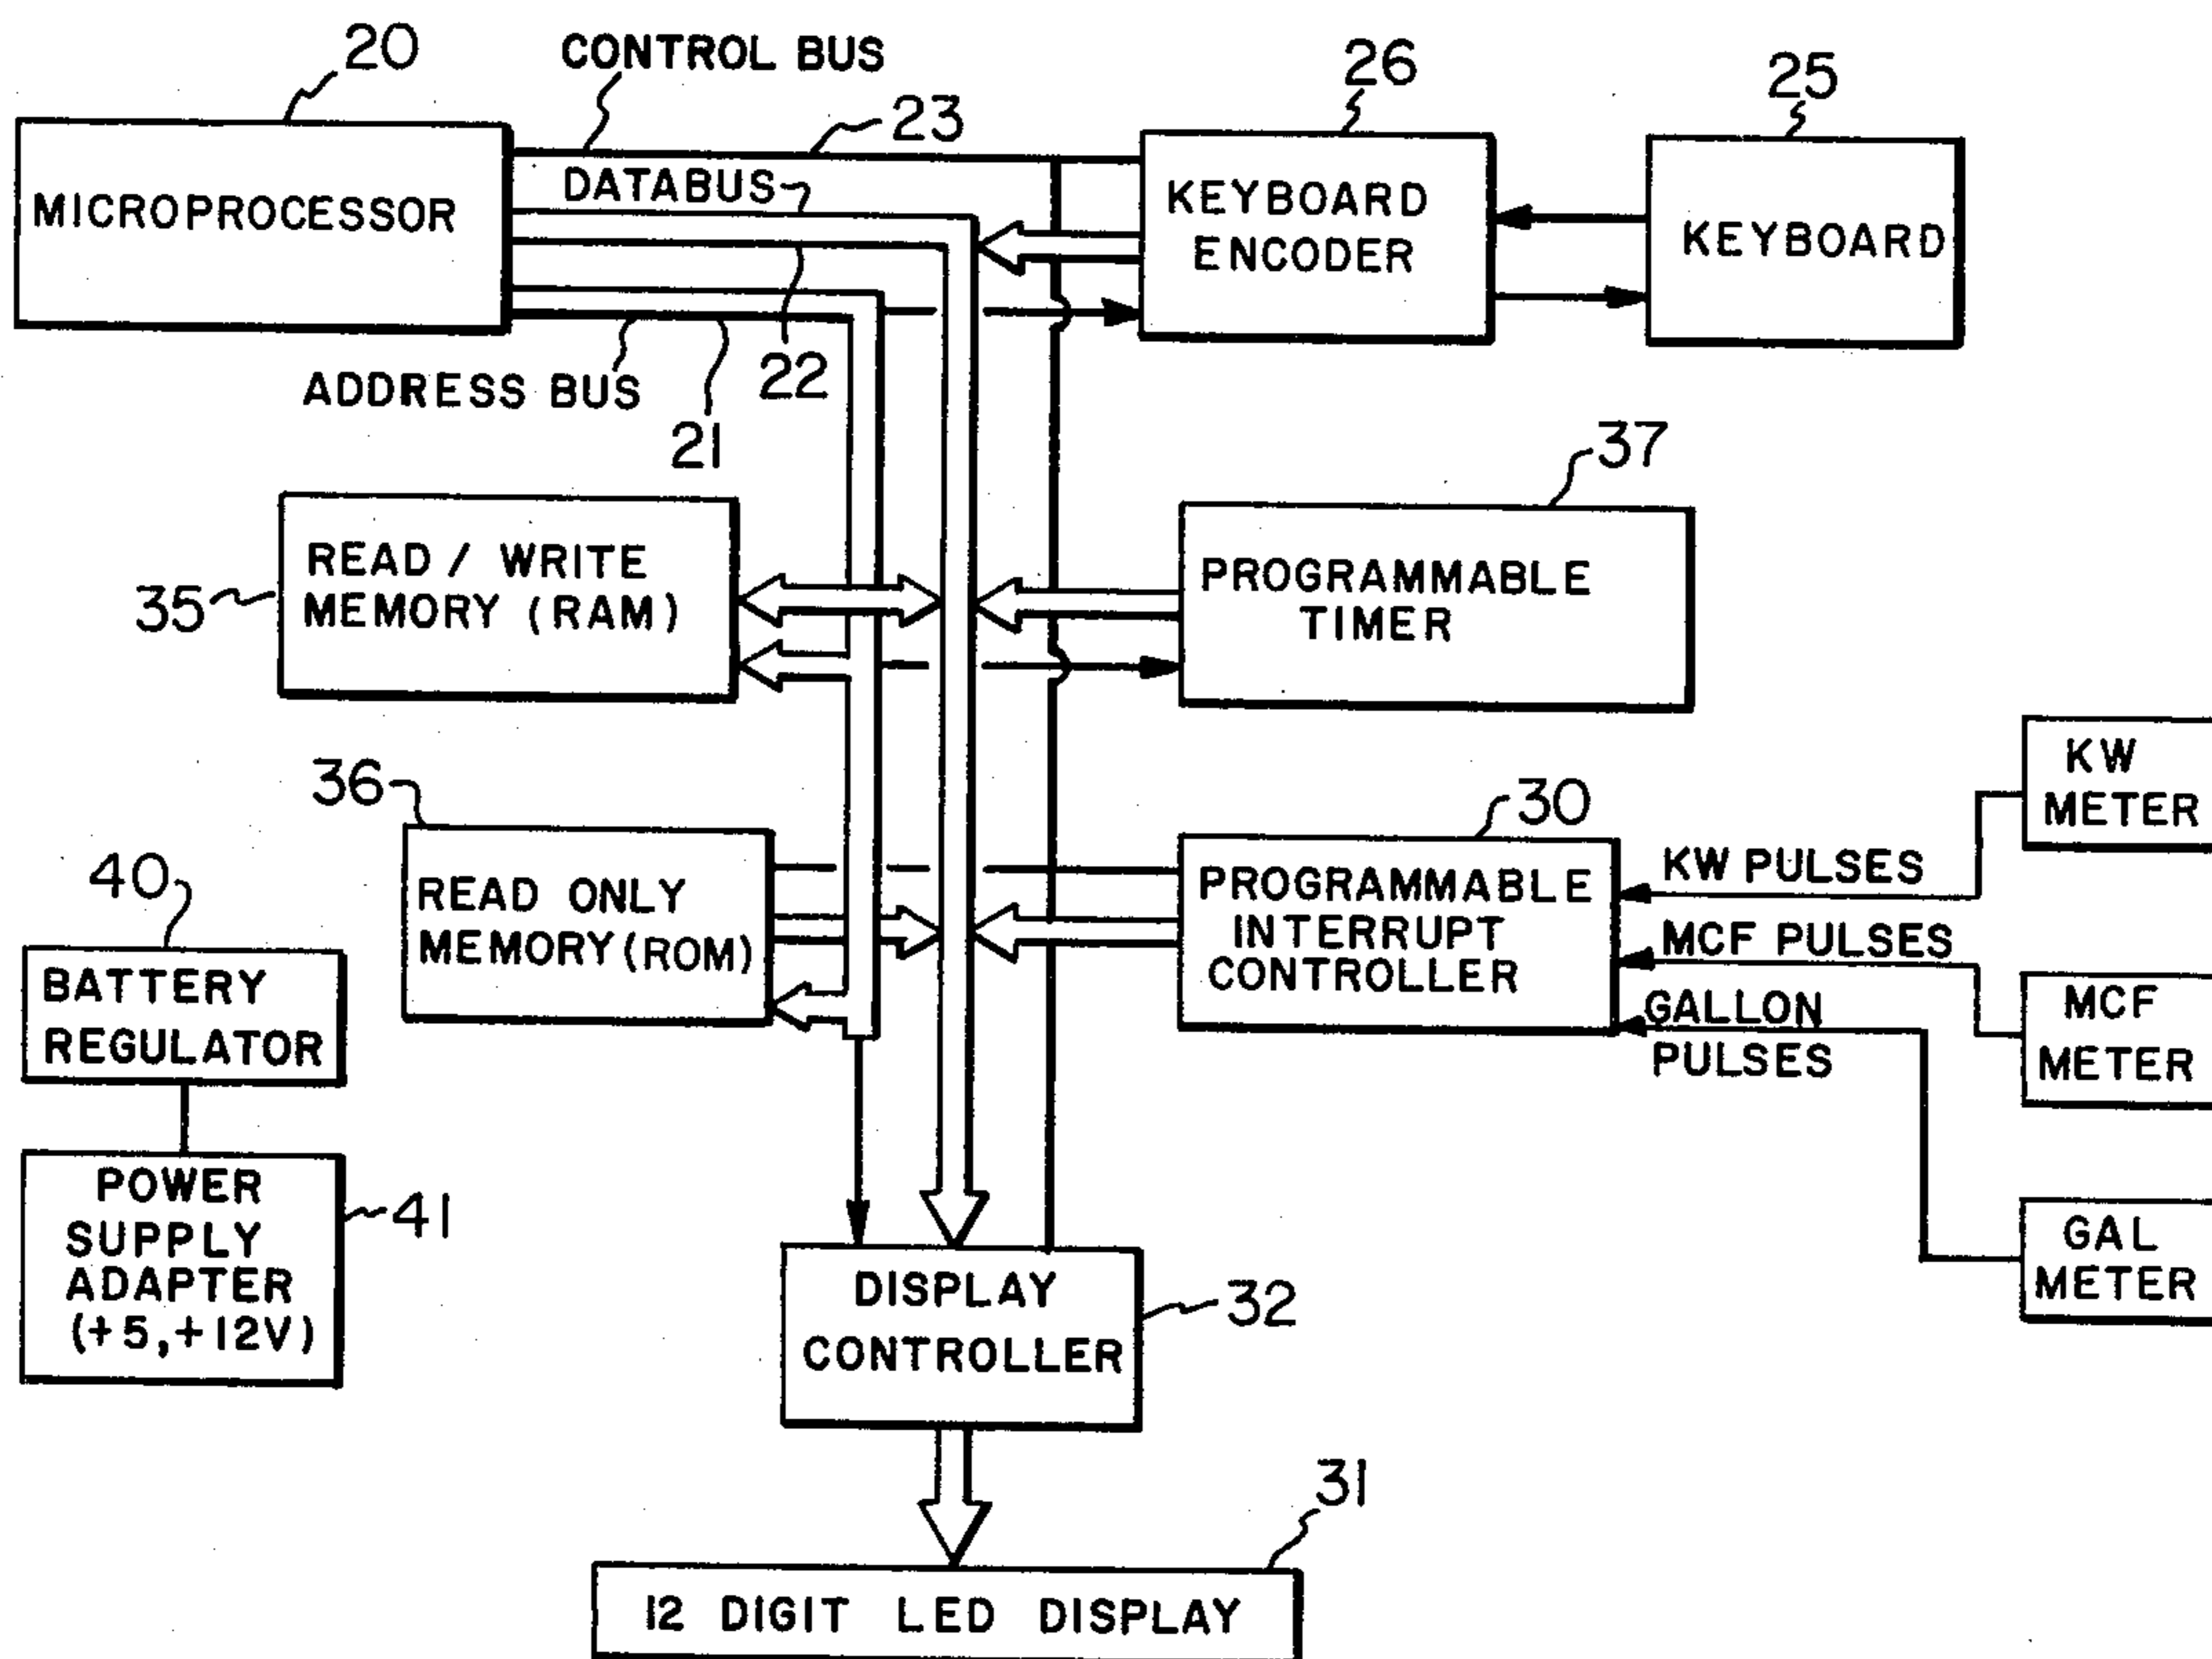 20
CONTROL BUS
23
26
25
MICROPROCESSOR
DATABUS
KEYBOARD
ENCODER
KEYBOARD
22
ADDRESS BUS
21
37
35
READ / WRITE
MEMORY (RAM)
PROGRAMMABLE
TIMER
36
30
KW
METER
READ ONLY
MEMORY (ROM)
PROGRAMMABLE
INTERRUPT
CONTROLLER
KW PULSES
MCF PULSES
GALLON
PULSES
MCF
METER
40
BATTERY
REGULATOR
POWER
SUPPLY
ADAPTER
(+5,+12V)
41
GAL
METER
DISPLAY
CONTROLLER
32
31
12 DIGIT LED DISPLAY